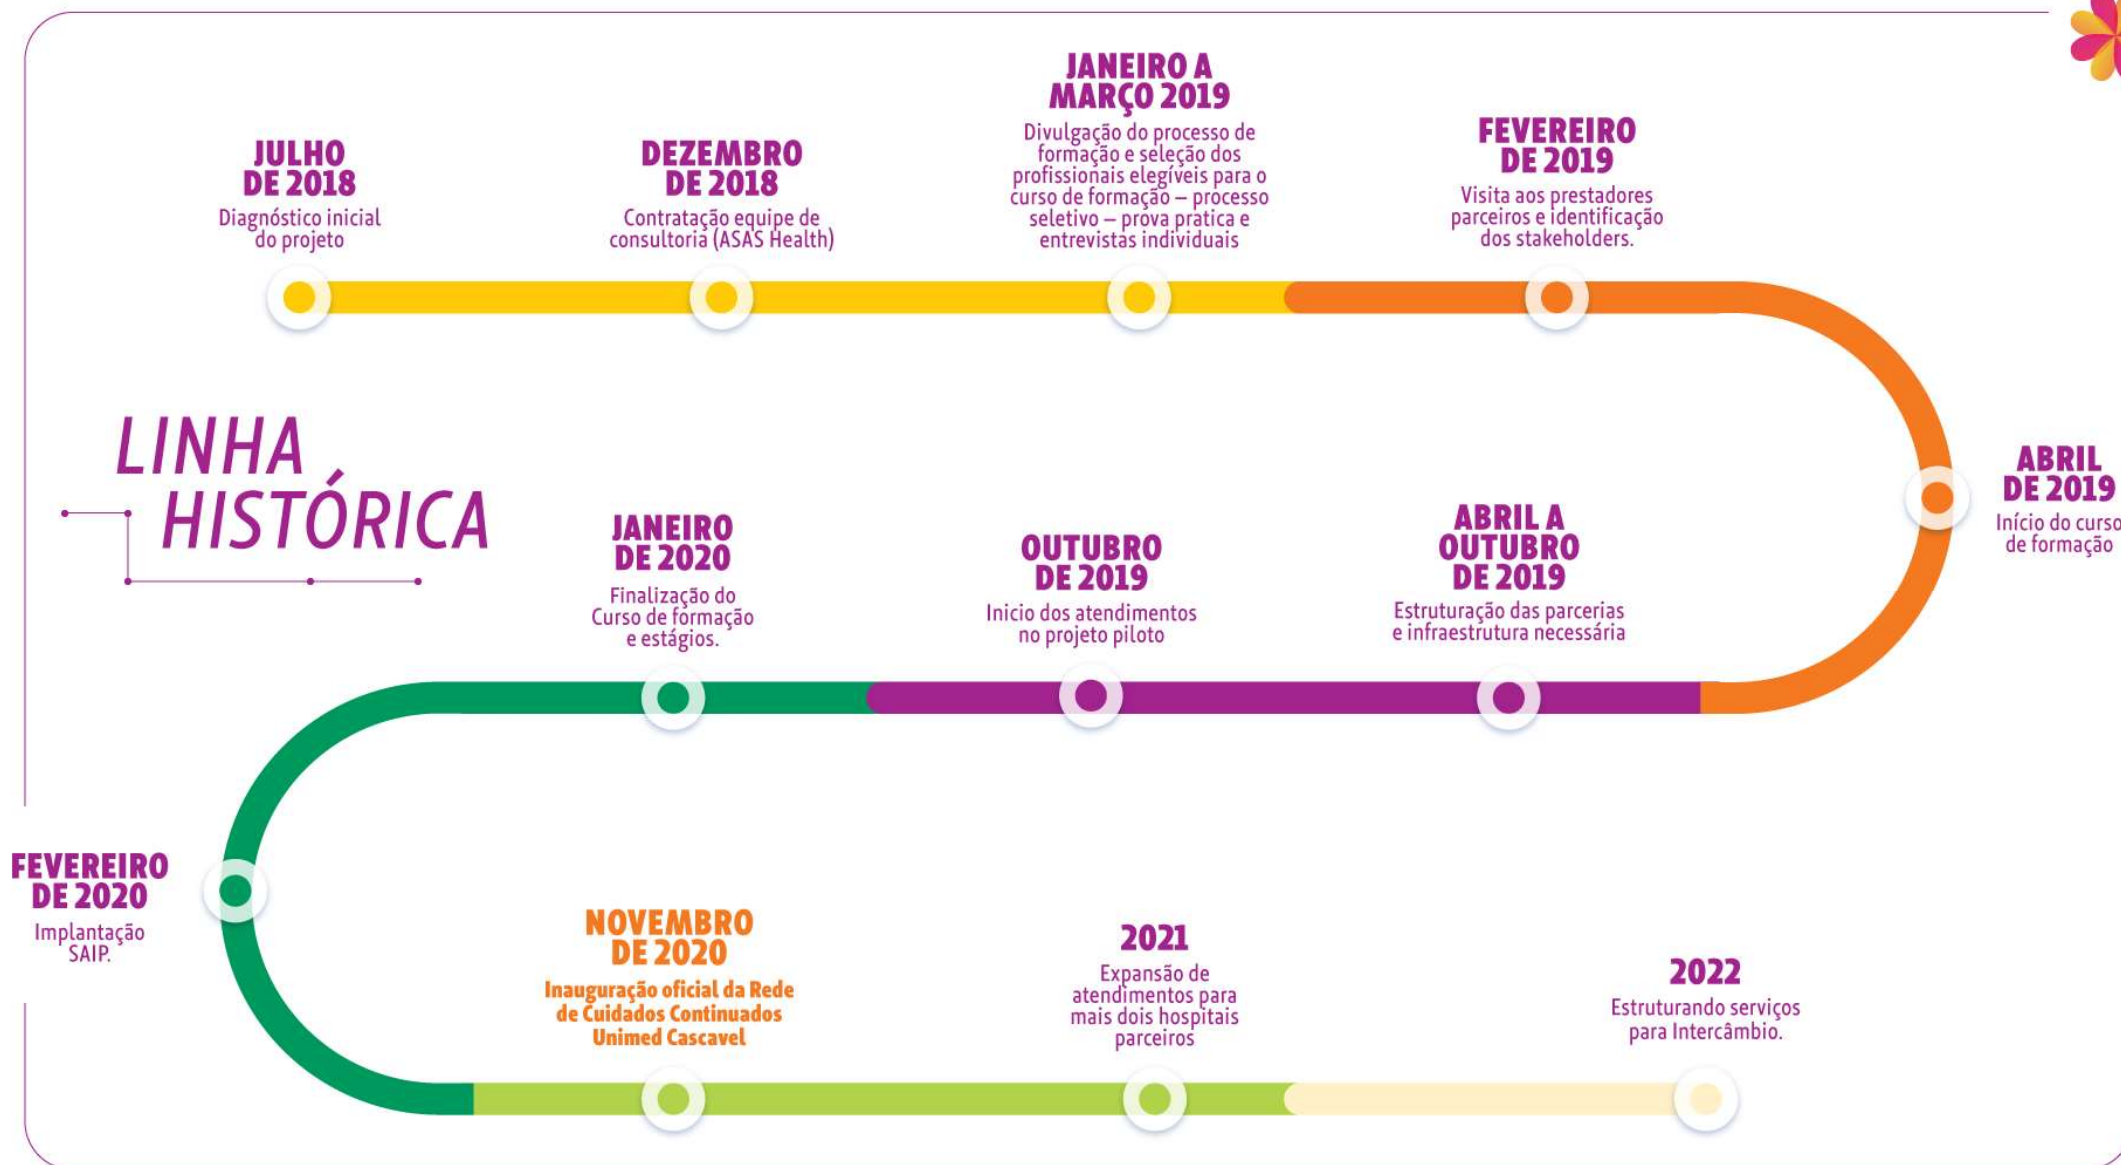 JULHO
DE 2018
Diagnóstico inicial
do projeto
DEZEMBRO
DE 2018
Contratação equipe de
consultoria (ASAS Health)
JANEIRO A
MARÇO 2019
Divulgação do processo de
formação e seleção dos
profissionais elegíveis para o
curso de formação – processo
seletivo – prova pratica e
entrevistas individuais
FEVEREIRO
DE 2019
Visita aos prestadores
parceiros e identificação
dos stakeholders.
ABRIL
DE 2019
Início do curso
de formação
LINHA
HISTÓRICA
ABRIL A
OUTUBRO
DE 2019
Estruturação das parcerias
e infraestrutura necessária
OUTUBRO
DE 2019
Inicio dos atendimentos
no projeto piloto
JANEIRO
DE 2020
Finalização do
Curso de formação
e estágios.
FEVEREIRO
DE 2020
Implantação
SAIP.
NOVEMBRO
DE 2020
Inauguração oficial da Rede
de Cuidados Continuados
Unimed Cascavel
2021
Expansão de
atendimentos para
mais dois hospitais
parceiros
2022
Estruturando serviços
para Intercâmbio.